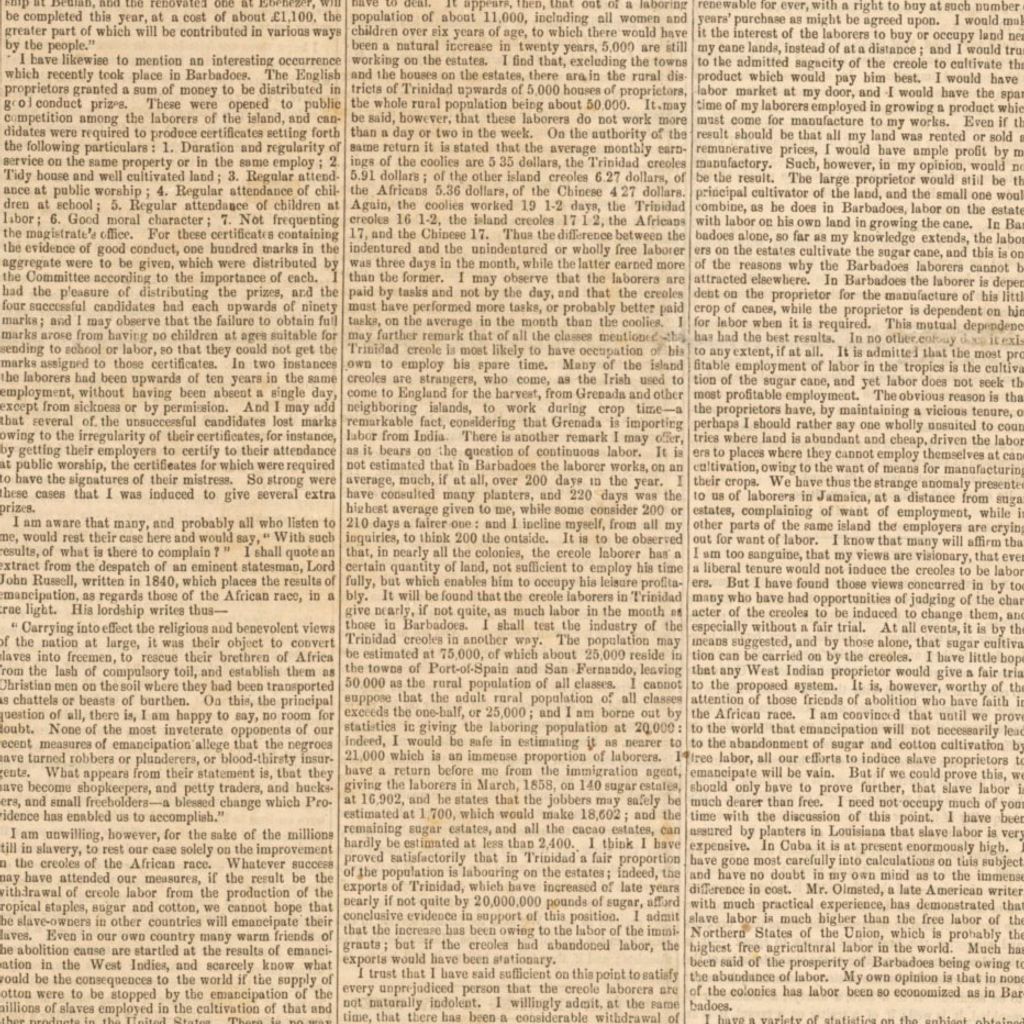 ship at Bethan, and the renovated one at Ebenezer, will
be completed this year, at a cost of about £1,100, the
greater part of which will be contributed in various ways
by the people."
I have likewise to mention an interesting occurrence
which recently took place in Barbadoes. The English
proprietors granted a sum of money to be distributed in
good conduct prizes. These were opened to public
competition among the laborers of the island, and can-
didates were required to produce certificates setting forth
the following particulars: 1. Duration and regularity of
service on the same property or in the same employ; 2
Tidy house and well cultivated land; 3. Regular attend-
ance at public worship; 4. Regular attendance of chil-
dren at school; 5. Regular attendance of children at
labor; 6. Good moral character; 7. Not frequenting
the magistrate's office. For these certificates containing
the evidence of good conduct, one hundred marks in the
aggregate were to be given, which were distributed by
the Committee according to the importance of each. I
had the pleasure of distributing the prizes, and the
four successful candidates had each upwards of ninety
marks; and I may observe that the failure to obtain full
marks arose from having no children at ages suitable for
sending to school or labor, so that they could not get the
marks assigned to those certificates. In two instances
the laborers had been upwards of ten years in the same
employment, without having been absent a single day,
except from sickness or by permission. And I may add
that several of the unsuccessful candidates lost marks
owing to the irregularity of their certificates, for instance,
by getting their employers to certify to their attendance
at public worship, the certificates for which were required
to have the signatures of their mistress. So strong were
these cases that I was induced to give several extra
prizes.
I am aware that many, and probably all who listen to
me, would rest their case here and would say, "With such
results, of what is there to complain?" I shall quote an
extract from the despatch of an eminent statesman, Lord
John Russell, written in 1840, which places the results of
emancipation, as regards those of the African race, in a
true light. His lordship writes thus—
"Carrying into effect the religious and benevolent views
of the nation at large, it was their object to convert
slaves into freemen, to rescue their brethren of Africa
from the lash of compulsory toil, and establish them as
Christian men on the soil where they had been transported
as chattels or beasts of burthen. On this, the principal
question of all, there is, I am happy to say, no room for
doubt. None of the most inveterate opponents of our
recent measures of emancipation allege that the negroes
have turned robbers or plunderers, or blood-thirsty insur-
gents. What appears from their statement is, that they
have become shopkeepers, and petty traders, and huck-
ers, and small freeholders—a blessed change which Pro-
vidence has enabled us to accomplish."
I am unwilling, however, for the sake of the millions
still in slavery, to rest our case solely on the improvement
in the creoles of the African race. Whatever success
may have attended our measures, if the result be the
withdrawal of creole labor from the production of the
tropical staples, sugar and cotton, we cannot hope that
the slave-owners in other countries will emancipate their
slaves. Even in our own country many warm friends of
the abolition cause are startled at the results of emanci-
pation in the West Indies, and scarcely know what
would be the consequences to the world if the supply of
cotton were to be stopped by the emancipation of the
millions of slaves employed in the cultivation of that and
other products in the United States. There is no way
have to deal. It appears, then, that out of a laboring
population of about 11,000, including all women and
children over six years of age, to which there would have
been a natural increase in twenty years, 5,000 are still
working on the estates. I find that, excluding the towns
and the houses on the estates, there are in the rural dis-
tricts of Trinidad upwards of 5,000 houses of proprietors,
the whole rural population being about 50,000. It may
be said, however, that these laborers do not work more
than a day or two in the week. On the authority of the
same return it is stated that the average monthly earn-
ings of the coolies are 5 35 dollars, the Trinidad creoles
5.91 dollars; of the other island creoles 6.27 dollars, of
the Africans 5.36 dollars, of the Chinese 4 27 dollars.
Again, the coolies worked 19 1-2 days, the Trinidad
creoles 16 1-2, the island creoles 17 1 2, the Africans
17, and the Chinese 17. Thus the difference between the
indentured and the unindentured or wholly free laborer
was three days in the month, while the latter earned more
than the former. I may observe that the laborers are
paid by tasks and not by the day, and that the creoles
must have performed more tasks, or probably better paid
tasks, on the average in the month than the coolies. I
may further remark that of all the classes mentioned the
Trinidad creole is most likely to have occupation of his
own to employ his spare time. Many of the island
creoles are strangers, who come, as the Irish used to
come to England for the harvest, from Grenada and other
neighboring islands, to work during crop time—a
remarkable fact, considering that Grenada is importing
labor from India. There is another remark I may offer,
as it bears on the question of continuous labor. It is
not estimated that in Barbadoes the laborer works, on an
average, much, if at all, over 200 days in the year. I
have consulted many planters, and 220 days was the
highest average given to me, while some consider 200 or
210 days a fairer one: and I incline myself, from all my
inquiries, to think 200 the outside. It is to be observed
that, in nearly all the colonies, the creole laborer has a
certain quantity of land, not sufficient to employ his time
fully, but which enables him to occupy his leisure profita-
bly. It will be found that the creole laborers in Trinidad
give nearly, if not quite, as much labor in the month as
those in Barbadoes. I shall test the industry of the
Trinidad creoles in another way. The population may
be estimated at 75,000, of which about 25,000 reside in
the towns of Port-of-Spain and San Fernando, leaving
50,000 as the rural population of all classes. I cannot
suppose that the adult rural population of all classes
exceeds the one-half, or 25,000; and I am borne out by
statistics in giving the laboring population at 20,000:
indeed, I would be safe in estimating it as nearer to
21,000 which is an immense proportion of laborers. I
have a return before me from the immigration agent,
giving the laborers in March, 1858, on 140 sugar estates,
at 16,902, and he states that the jobbers may safely be
estimated at 1,700, which would make 18,602; and the
remaining sugar estates, and all the cacao estates, can
hardly be estimated at less than 2,400. I think I have
proved satisfactorily that in Trinidad a fair proportion
of the population is labouring on the estates; indeed, the
exports of Trinidad, which have increased of late years
nearly if not quite by 20,000,000 pounds of sugar, afford
conclusive evidence in support of this position. I admit
that the increase has been owing to the labor of the immi-
grants; but if the creoles had abandoned labor, the
exports would have been stationary.
I trust that I have said sufficient on this point to satisfy
every unprejudiced person that the creole laborers are
not naturally indolent. I willingly admit, at the same
time, that there has been a considerable withdrawal of
renewable for ever, with a right to buy at such number o
years' purchase as might be agreed upon. I would mak
it the interest of the laborers to buy or occupy land nea
my cane lands, instead of at a distance; and I would trus
to the admitted sagacity of the creole to cultivate the
product which would pay him best. I would have a
labor market at my door, and I would have the spar
time of my laborers employed in growing a product whic
must come for manufacture to my works. Even if th
result should be that all my land was rented or sold a
remunerative prices, I would have ample profit by m
manufactory. Such, however, in my opinion, would no
be the result. The large proprietor would still be th
principal cultivator of the land, and the small one would
combine, as he does in Barbadoes, labor on the estate
with labor on his own land in growing the cane. In Bar
badoes alone, so far as my knowledge extends, the labor
ers on the estates cultivate the sugar cane, and this is on
of the reasons why the Barbadoes laborers cannot b
attracted elsewhere. In Barbadoes the laborer is depen
dent on the proprietor for the manufacture of his littl
crop of canes, while the proprietor is dependent on him
for labor when it is required. This mutual dependenc
has had the best results. In no other colony does it exis
to any extent, if at all. It is admitted that the most pro
fitable employment of labor in the tropics is the cultiva
tion of the sugar cane, and yet labor does not seek the
most profitable employment. The obvious reason is tha
the proprietors have, by maintaining a vicious tenure, o
perhaps I should rather say one wholly unsuited to coun
tries where land is abundant and cheap, driven the labor
ers to places where they cannot employ themselves at cane
cultivation, owing to the want of means for manufacturing
their crops. We have thus the strange anomaly presented
to us of laborers in Jamaica, at a distance from sugar
estates, complaining of want of employment, while in
other parts of the same island the employers are crying
out for want of labor. I know that many will affirm that
I am too sanguine, that my views are visionary, that even
a liberal tenure would not induce the creoles to be labor
ers. But I have found those views concurred in by too
many who have had opportunities of judging of the char
acter of the creoles to be induced to change them, and
especially without a fair trial. At all events, it is by the
means suggested, and by those alone, that sugar cultiva
tion can be carried on by the creoles. I have little hope
that any West Indian proprietor would give a fair trial
to the proposed system. It is, however, worthy of the
attention of those friends of abolition who have faith in
the African race. I am convinced that until we prove
to the world that emancipation will not necessarily lead
to the abandonment of sugar and cotton cultivation by
free labor, all our efforts to induce slave proprietors to
emancipate will be vain. But if we could prove this, we
should only have to prove further, that slave labor is
much dearer than free. I need not occupy much of your
time with the discussion of this point. I have been
assured by planters in Louisiana that slave labor is very
expensive. In Cuba it is at present enormously high. I
have gone most carefully into calculations on this subject
and have no doubt in my own mind as to the immense
difference in cost. Mr. Olmsted, a late American writer
with much practical experience, has demonstrated that
slave labor is much higher than the free labor of the
Northern States of the Union, which is probably the
highest free agricultural labor in the world. Much has
been said of the prosperity of Barbadoes being owing to
the abundance of labor. My own opinion is that in none
of the colonies has labor been so economized as in Bar-
badoes.
I have a variety of statistics on the subject obtained